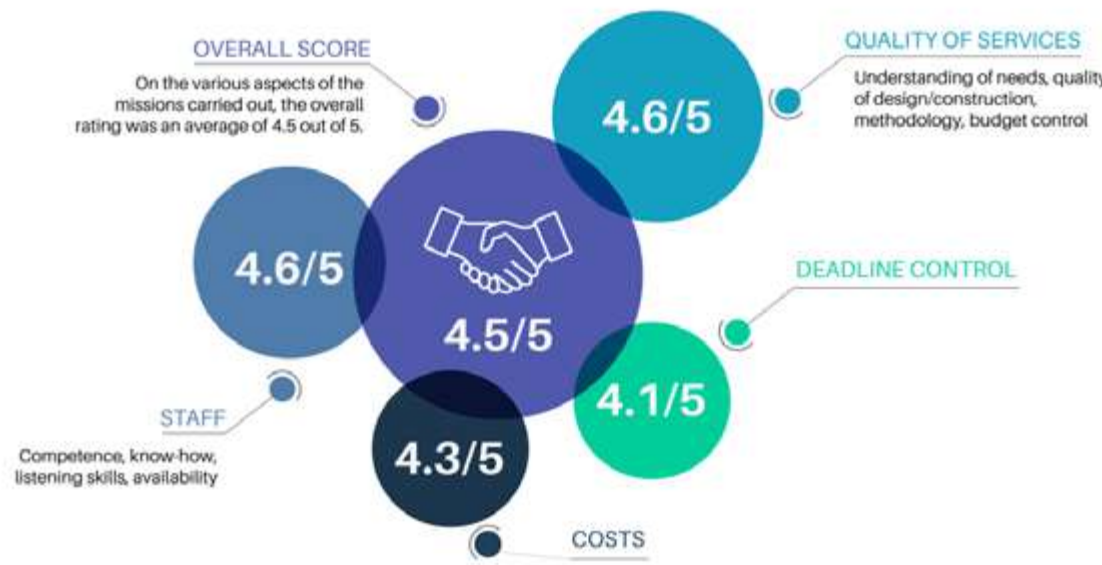 OVERALL SCORE
On the various aspects of the
missions carried out, the overall
rating was an average of 4.5 out of 5.
QUALITY OF SERVICES
Understanding of needs, quality
of design/construction,
methodology, budget control
4.6/5
4.6/5
4.5/5
DEADLINE CONTROL
4.1/5
STAFF
Competence, know-how,
listening skills, availability
4.3/5
COSTS